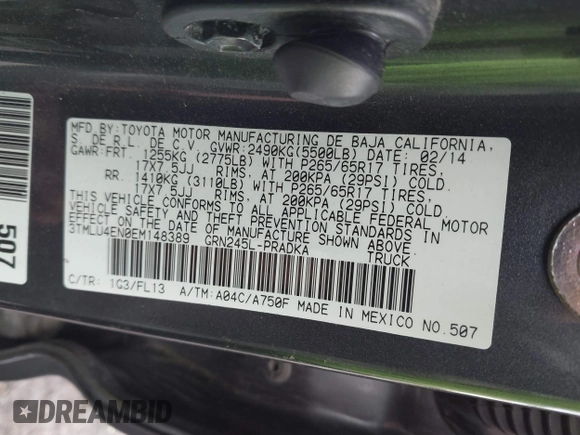 MFD.BY:TOYOTA MOTOR MANUFACTURING DE BAJA CALIFORNIA,
S. DE R.L. DE C.V. GVWR:2490KG(5500LB) DATE: 02/14
GAWR:FRT. 1255KG (2775LB) WITH P265/65R17 TIRES,
17X7.5JJ RIMS, AT 200KPA (29PSI) COLD.
RR. 1410KG (3110LB) WITH P265/65R17 TIRES,
17X7.5JJ RIMS, AT 200KPA (29PSI) COLD.
THIS VEHICLE CONFORMS TO ALL APPLICABLE FEDERAL MOTOR
VEHICLE SAFETY AND THEFT PREVENTION STANDARDS IN
EFFECT ON THE DATE OF MANUFACTURE SHOWN ABOVE.
3TMLU4EN0EM148389 GRN245L-PRADKA TRUCK
C/TR: 1G3/FL13 A/TM:A04C/A750F MADE IN MEXICO NO.507
507
DREAMBID